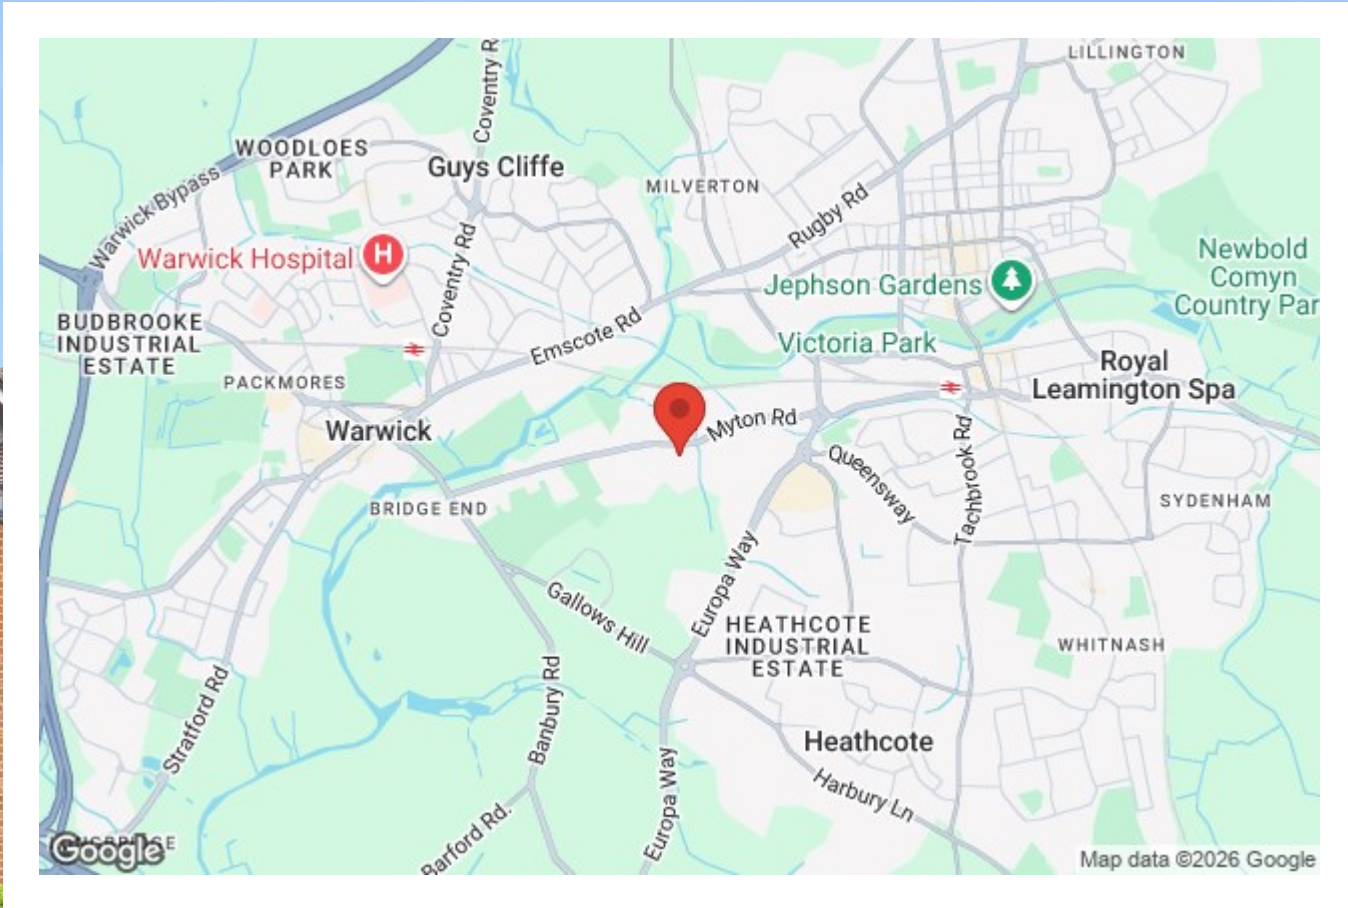 LILLINGTON
Coventry R
WOODLOES
PARK
Guys Cliffe
MILVERTON
Warwick Bypass
Rugby Rd
Warwick Hospital
H
Coventry Rd
Newbold
Comyn
Country Par
Jephson Gardens
BUDBROOKE
INDUSTRIAL
ESTATE
Emscote Rd
Victoria Park
PACKMORES
Royal
Leamington Spa
Warwick
Myton Rd
Queensway
Tachbrook Rd
SYDENHAM
BRIDGE END
Europa Way
Gallows Hill
HEATHCOTE
INDUSTRIAL
ESTATE
WHITNASH
Stratford Rd
Banbury Rd
Heathcote
Harbury Ln
Europa Way
Barford Rd.
Google
Map data ©2026 Google